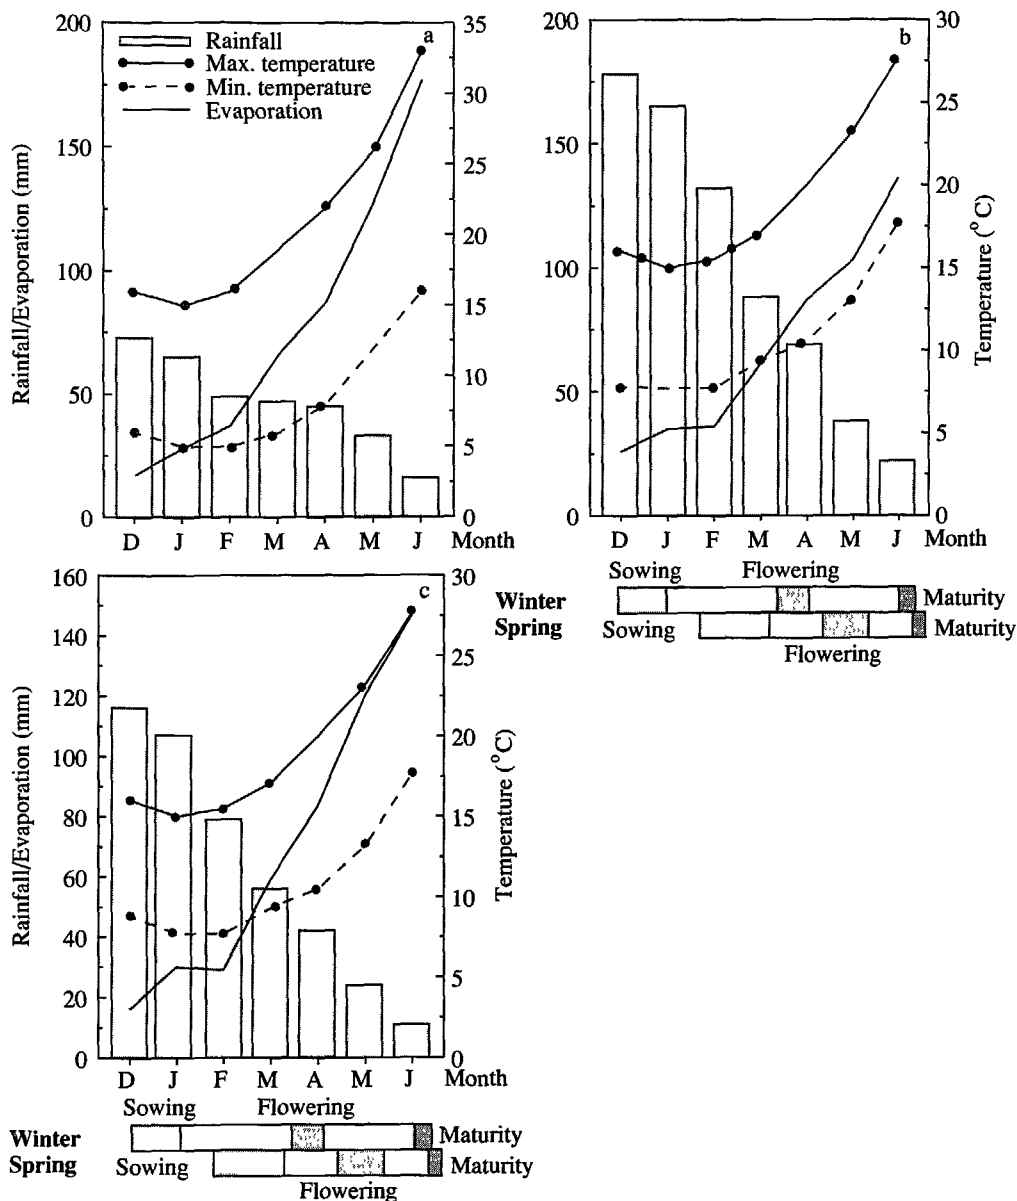 200
150
100
50
0
Rainfall/Evaporation (mm)
Rainfall
Max. temperature
Min. temperature
Evaporation
a
35
30
25
20
15
10
5
0
D J F M A M J Month
200
150
100
50
0
b
30
25
20
15
10
5
0
Temperature (°C)
D J F M A M J Month
Sowing Flowering
Winter Maturity
Spring Sowing Maturity
Flowering
160
140
120
100
80
60
40
20
0
Rainfall/Evaporation (mm)
c
30
25
20
15
10
5
0
Temperature (°C)
D J F M A M J Month
Sowing Flowering
Winter Maturity
Spring Sowing Maturity
Flowering